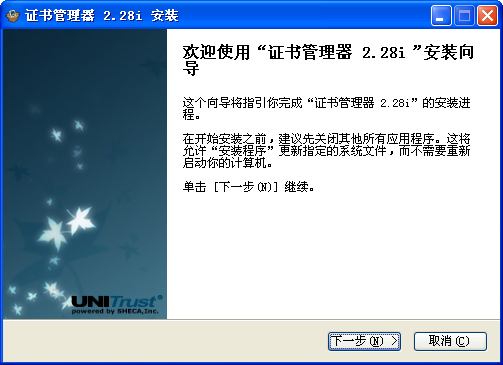 证书管理器 2.28i 安装
欢迎使用“证书管理器 2.28i ”安装向
导
这个向导将指引你完成“证书管理器 2.28i”的安装进
程。
在开始安装之前，建议先关闭其他所有应用程序。这将
允许“安装程序”更新指定的系统文件，而不需要重新
启动你的计算机。
单击 [下一步(N)] 继续。
UNITrust®
powered by SHECA,Inc.
下一步(N) >
取消(C)